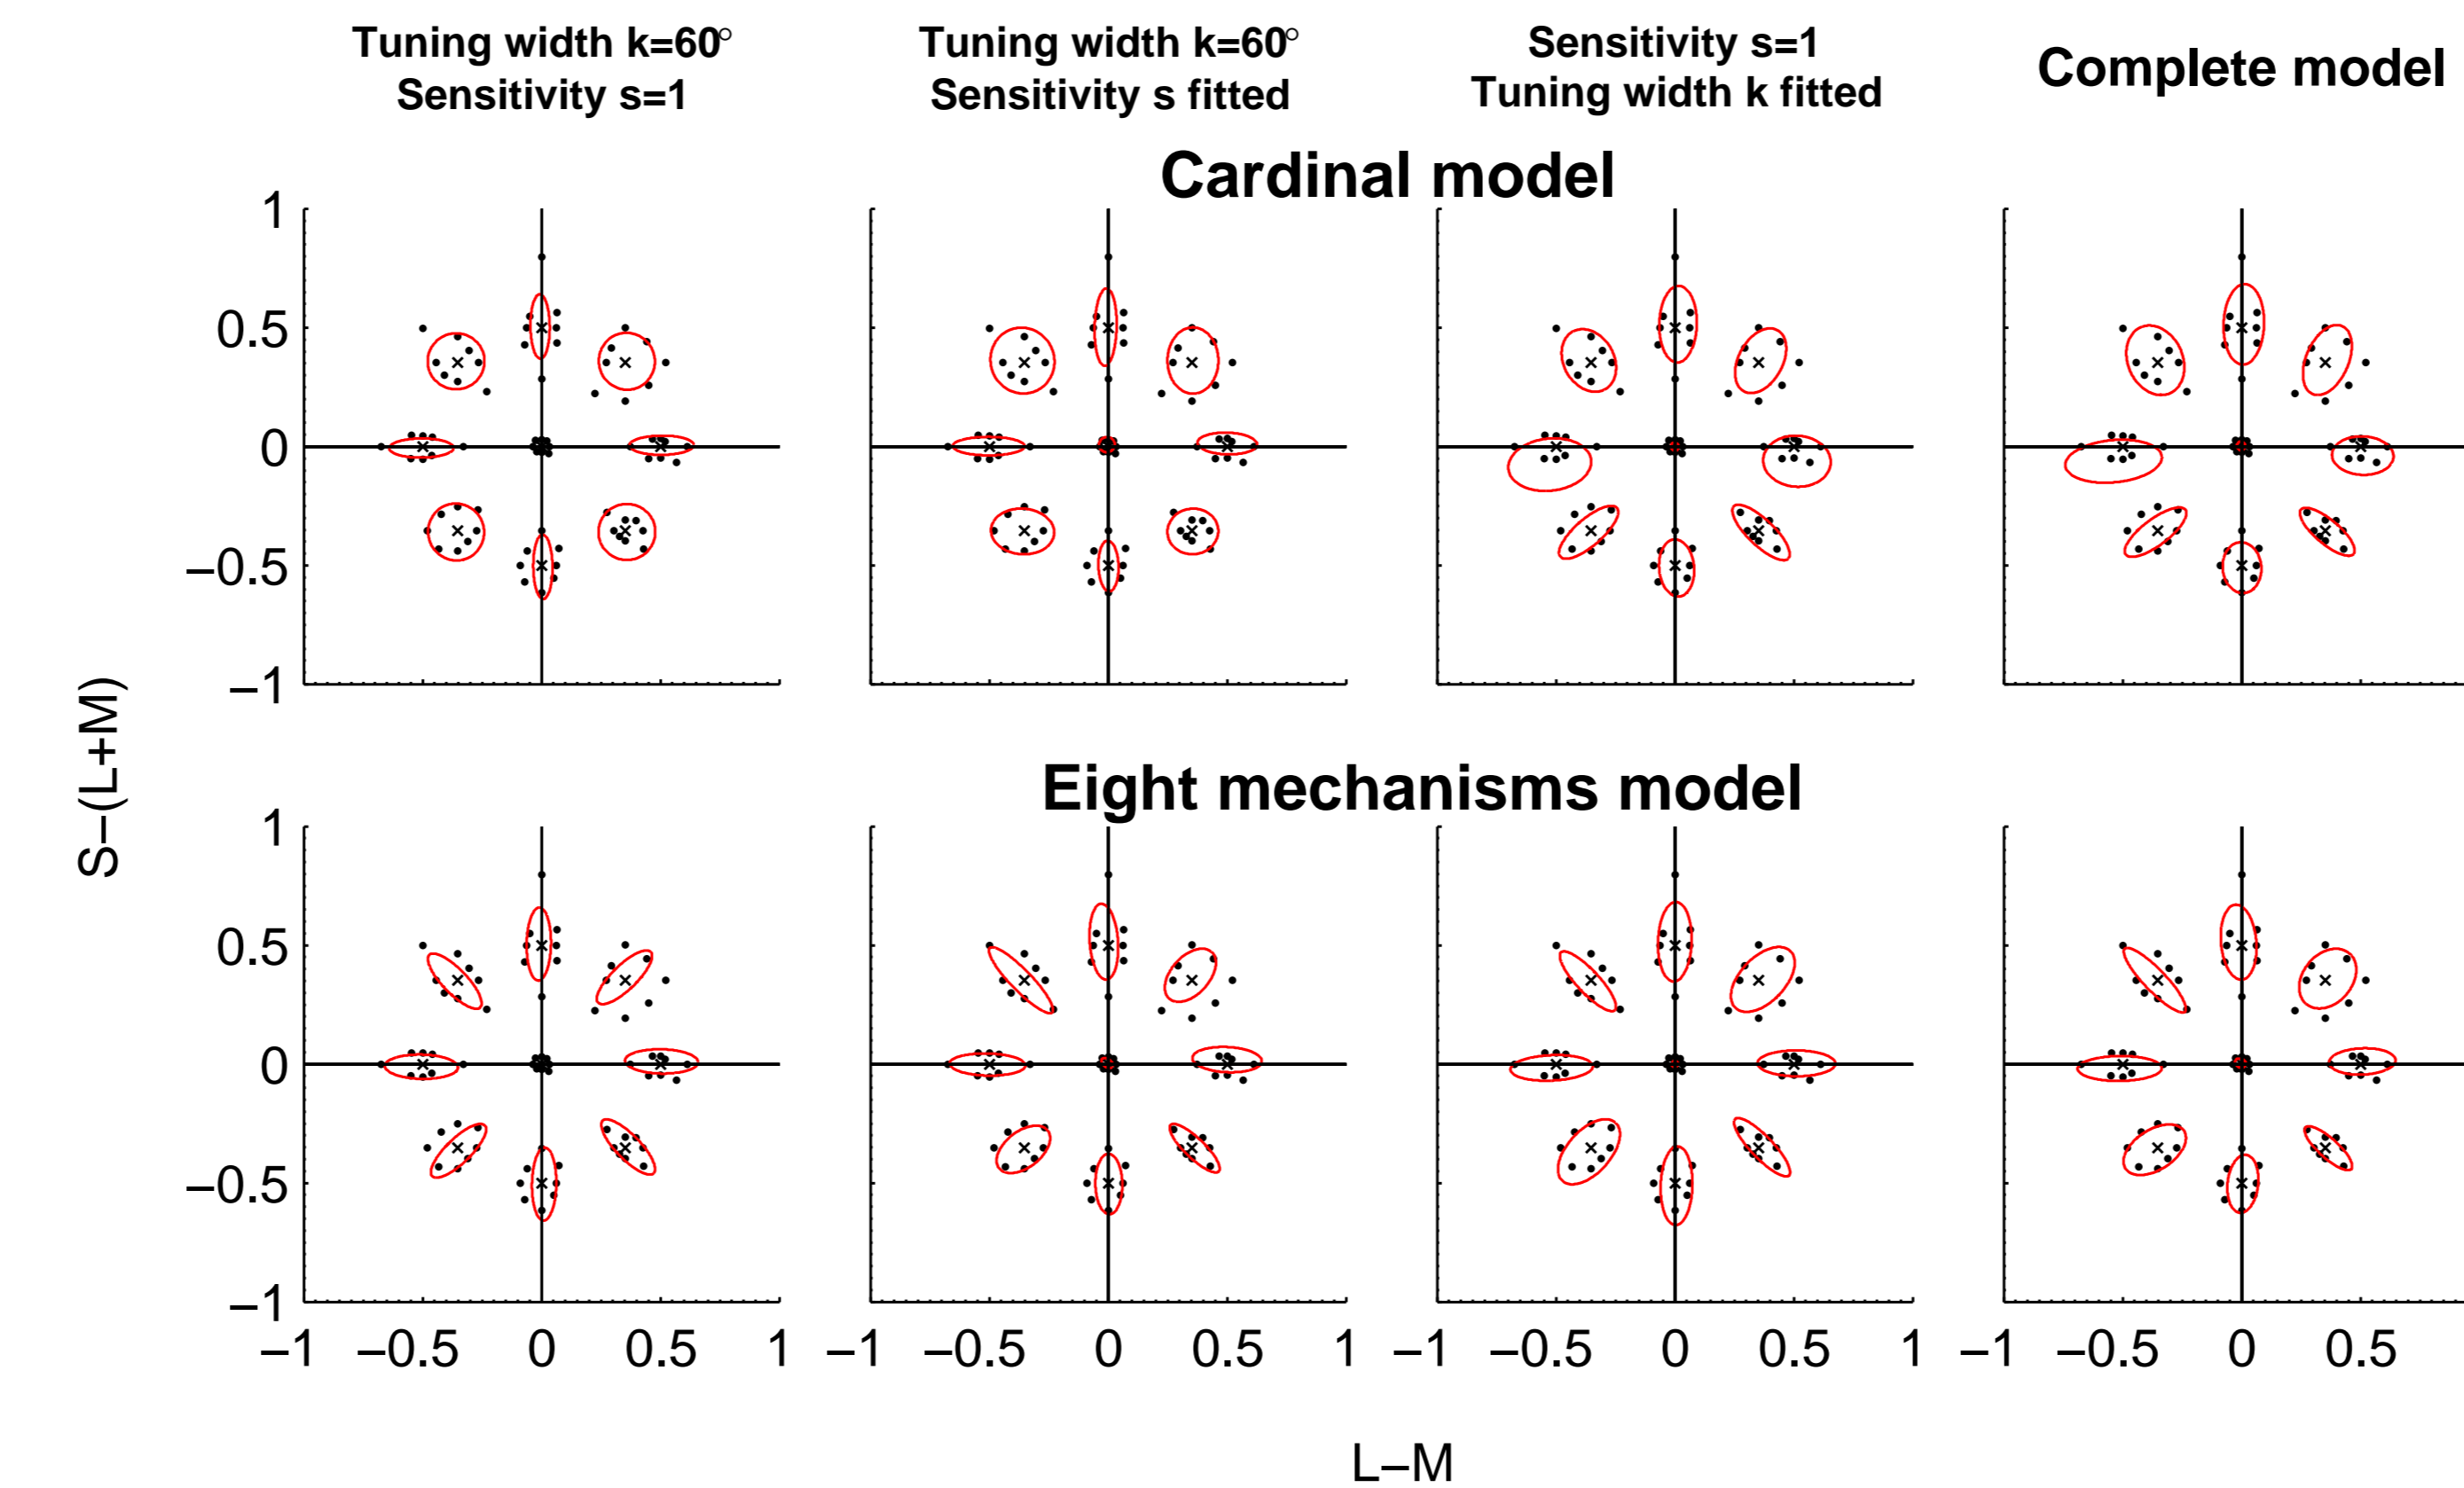 Tuning width k=60°
Sensitivity s=1
Tuning width k=60°
Sensitivity s fitted
Sensitivity s=1
Tuning width k fitted
Complete model
Cardinal model
1
0.5
0
−0.5
−1
S−(L+M)
Eight mechanisms model
1
0.5
0
−0.5
−1
−1 −0.5 0 0.5 1 −1 −0.5 0 0.5 1 −1 −0.5 0 0.5 1 −1 −0.5 0 0.5
L−M